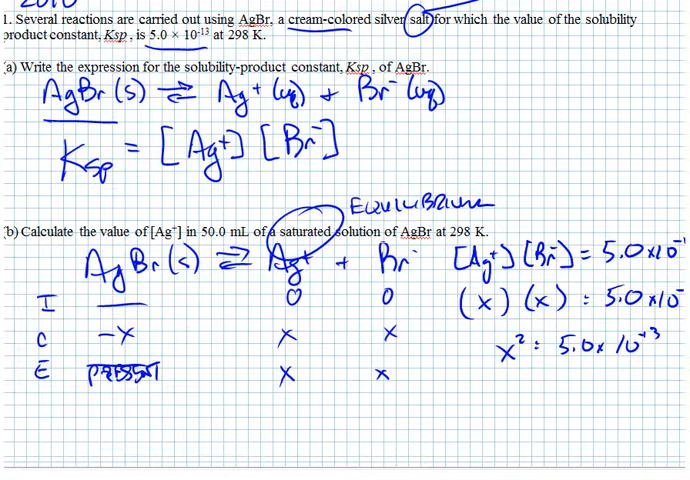 2010
1. Several reactions are carried out using AgBr, a cream-colored silver salt for which the value of the solubility
product constant, Ksp, is 5.0 × 10⁻¹³ at 298 K.
(a) Write the expression for the solubility-product constant, Ksp, of AgBr.
AgBr(s) ⇌ Ag⁺(aq) + Br⁻(aq)
Ksp = [Ag⁺][Br⁻]
EQUILIBRIUM
(b) Calculate the value of [Ag⁺] in 50.0 mL of a saturated solution of AgBr at 298 K.
AgBr(s) ⇌ Ag⁺ + Br⁻ [Ag⁺][Br⁻] = 5.0×10⁻¹
I — 0 0 (x)(x) = 5.0×10⁻
C -x x x x² = 5.0×10⁻¹³
E PRESENT x x